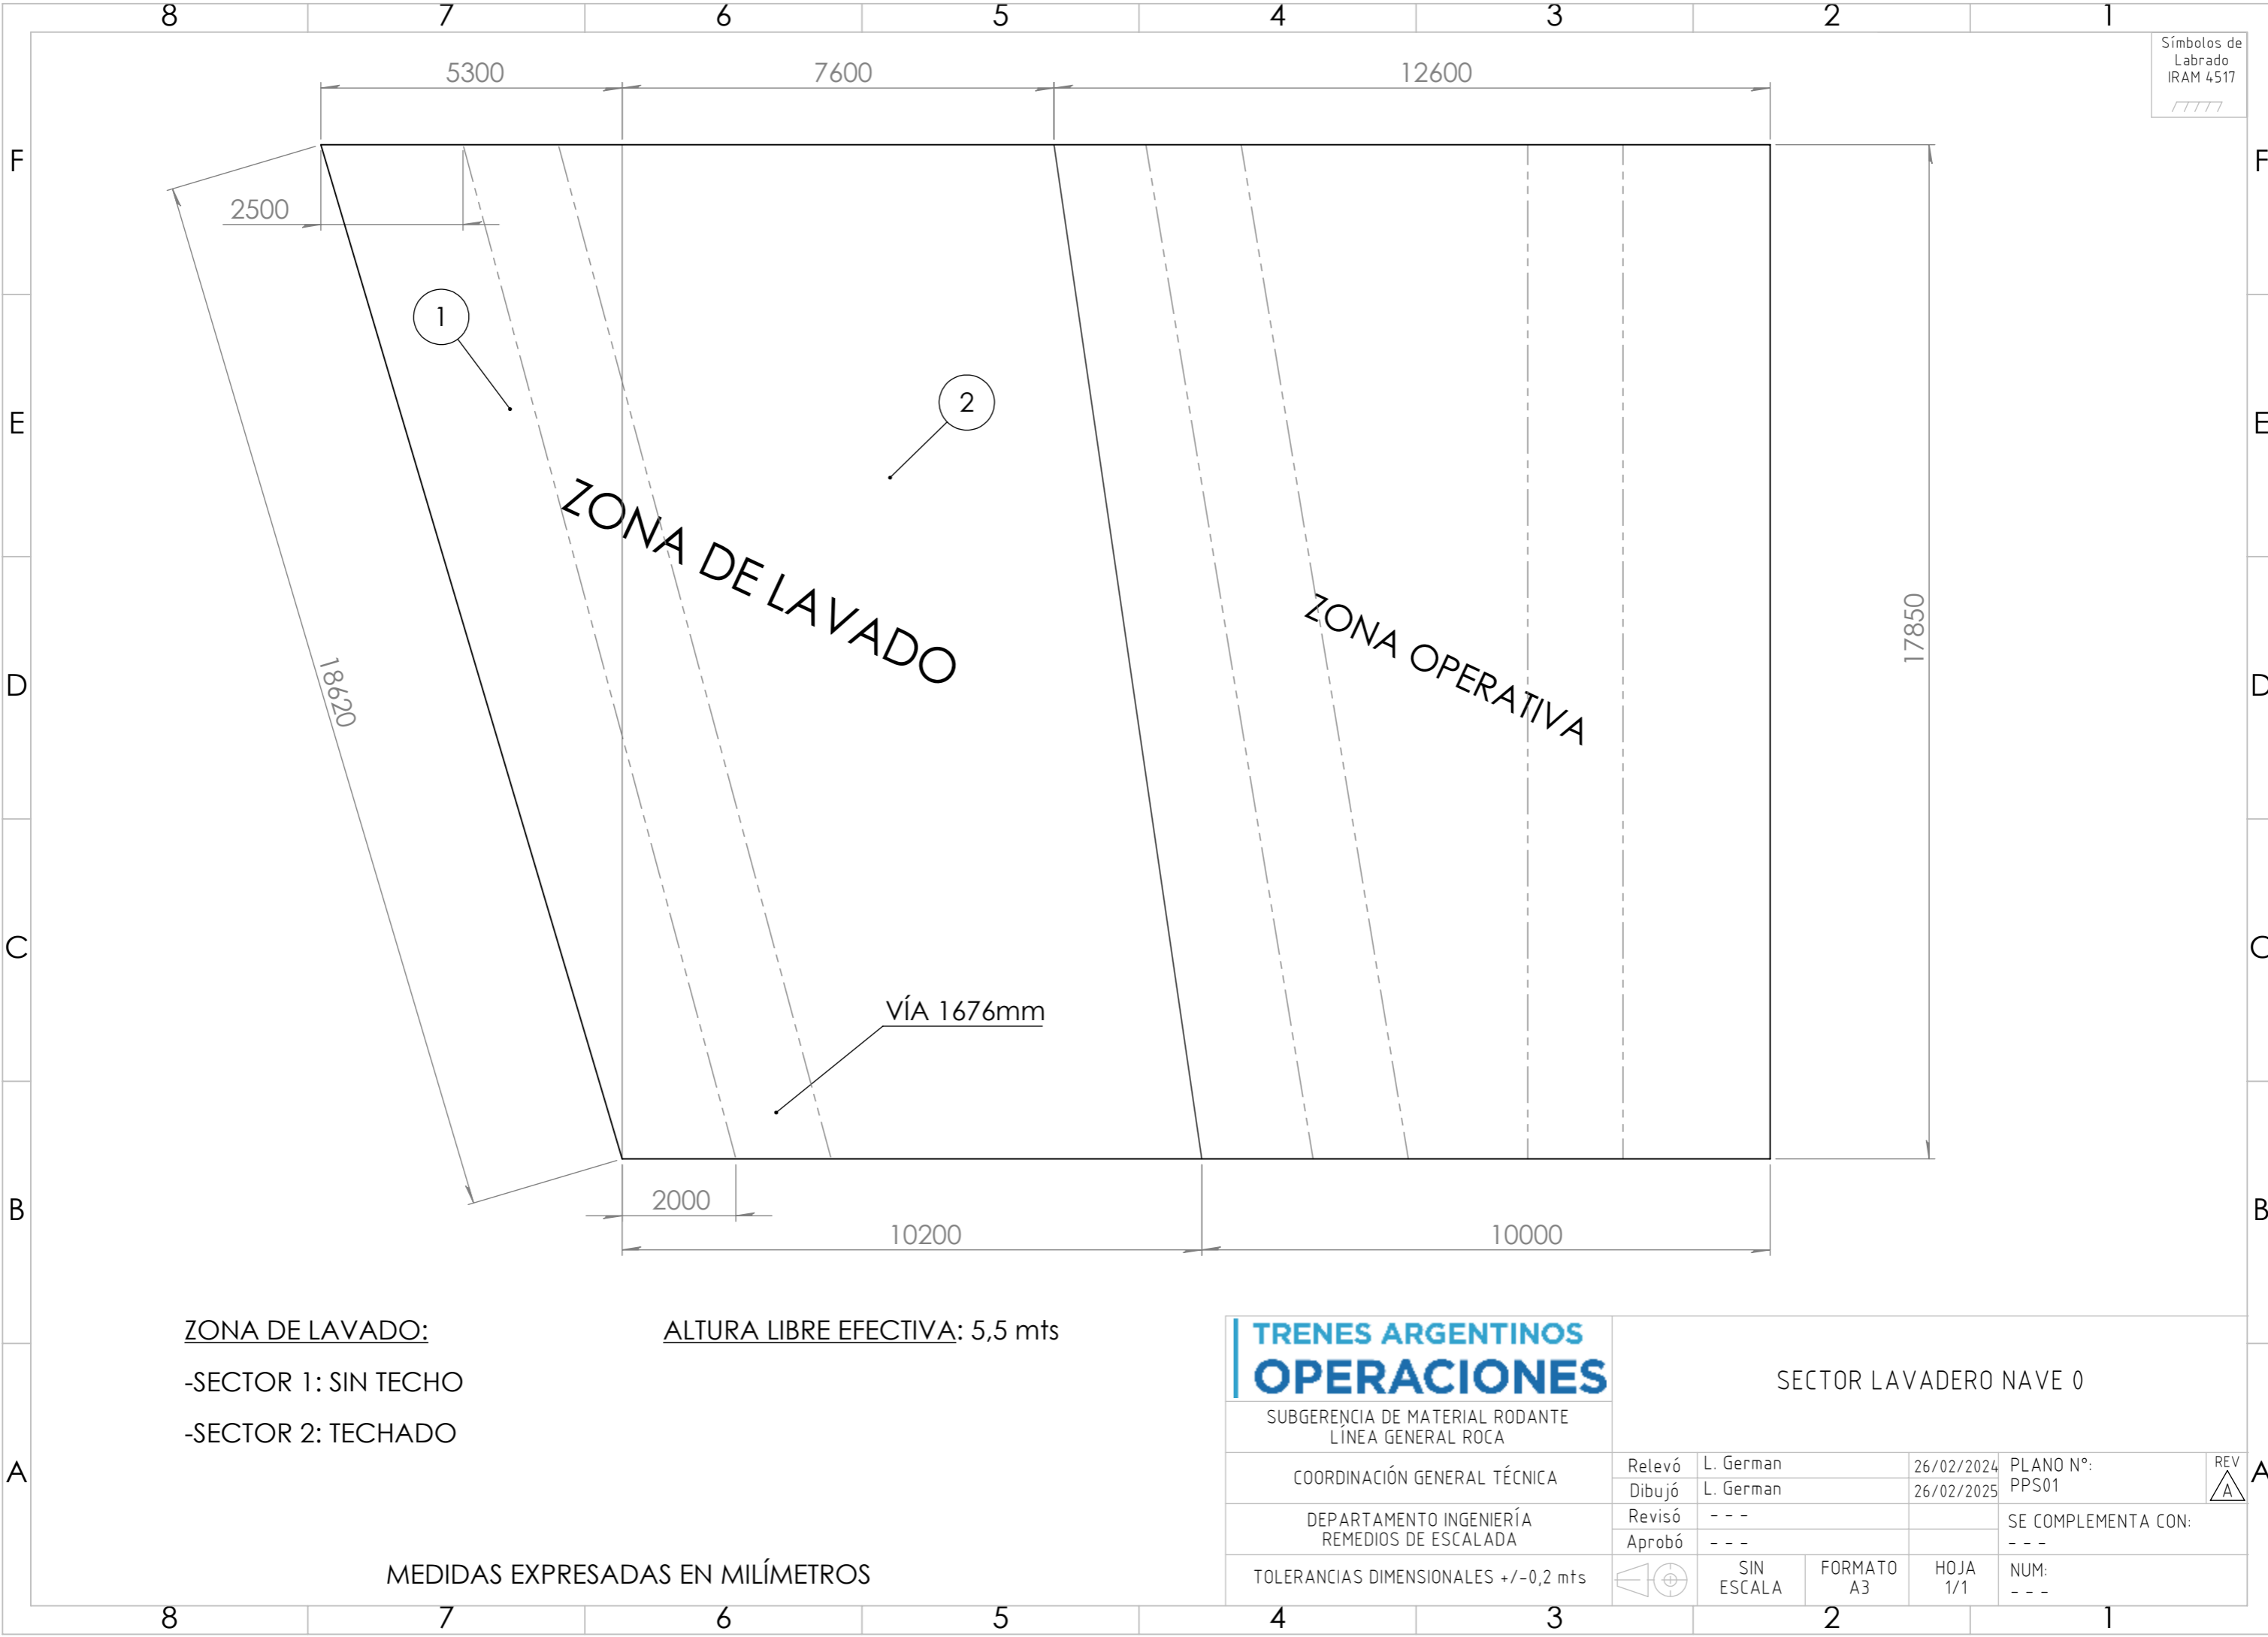 8 7 6 5 4 3 2 1
Símbolos de
Labrado
IRAM 4517
5300 7600 12600
F F
2500
1
2
E E
ZONA DE LAVADO
ZONA OPERATIVA
17850
18620
D D
C C
VÍA 1676mm
B B
2000
10200 10000
ZONA DE LAVADO:
-SECTOR 1: SIN TECHO
-SECTOR 2: TECHADO
ALTURA LIBRE EFECTIVA: 5,5 mts
A A
MEDIDAS EXPRESADAS EN MILÍMETROS
TRENES ARGENTINOS
OPERACIONES
SUBGERENCIA DE MATERIAL RODANTE
LÍNEA GENERAL ROCA
COORDINACIÓN GENERAL TÉCNICA
DEPARTAMENTO INGENIERÍA
REMEDIOS DE ESCALADA
TOLERANCIAS DIMENSIONALES +/-0,2 mts
SECTOR LAVADERO NAVE 0
Relevó L. German 26/02/2024
Dibujó L. German 26/02/2025
Revisó - - -
Aprobó - - -
PLANO N°:
PPS01
REV
A
SE COMPLEMENTA CON:
- - -
SIN
ESCALA
FORMATO
A3
HOJA
1/1
NUM:
- - -
8 7 6 5 4 3 2 1